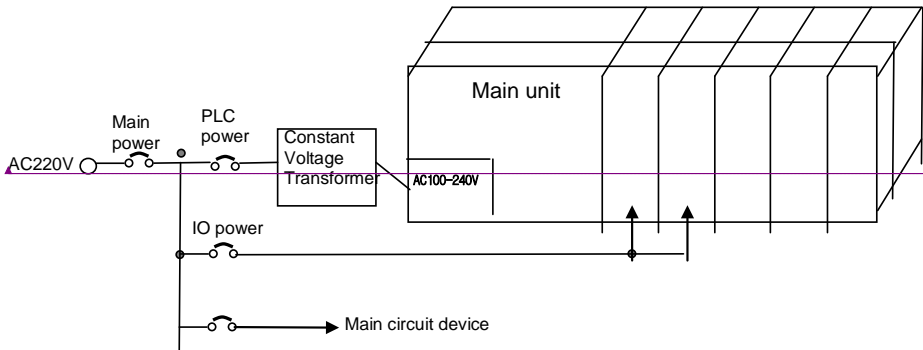 Main unit
Main
power
PLC
power
Constant
Voltage
Transformer
AC220V
AC100-240V
IO power
Main circuit device